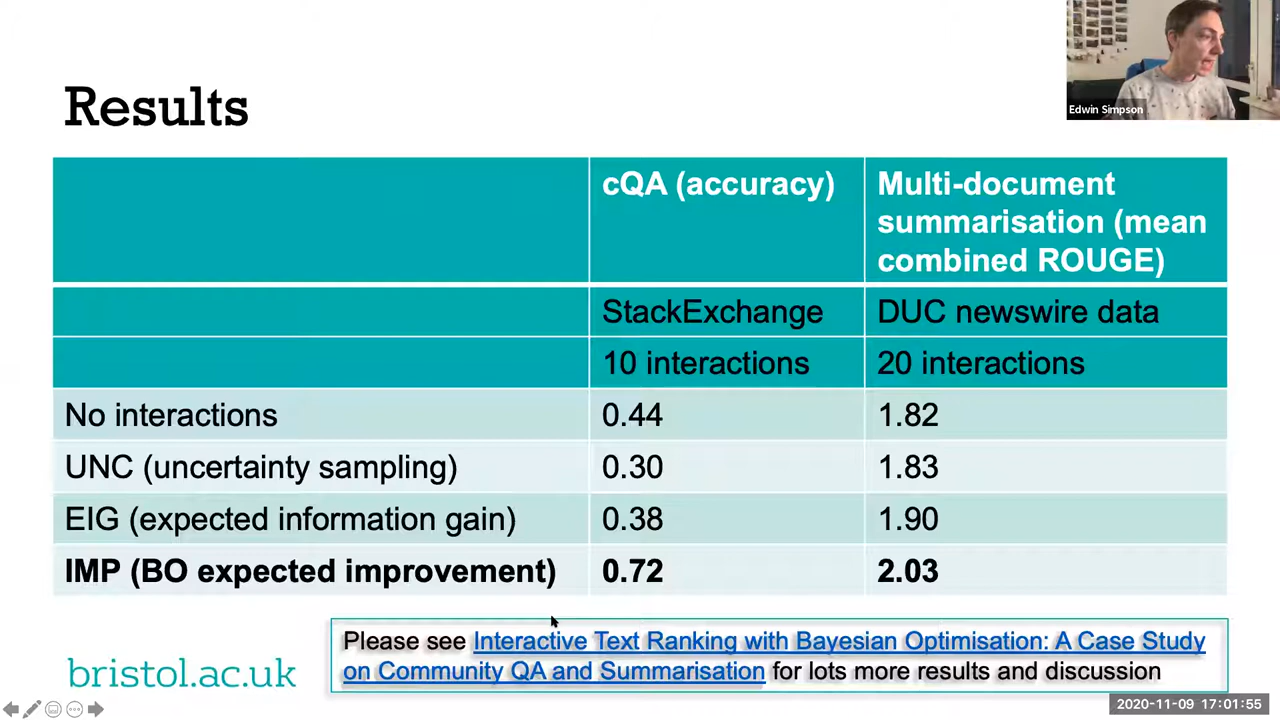 Edwin Simpson
Results
cQA (accuracy)
Multi-document
summarisation (mean
combined ROUGE)
StackExchange
DUC newswire data
10 interactions
20 interactions
No interactions
0.44
1.82
UNC (uncertainty sampling)
0.30
1.83
EIG (expected information gain)
0.38
1.90
IMP (BO expected improvement)
0.72
2.03
Please see Interactive Text Ranking with Bayesian Optimisation: A Case Study
on Community QA and Summarisation for lots more results and discussion
bristol.ac.uk
2020-11-09 17:01:55